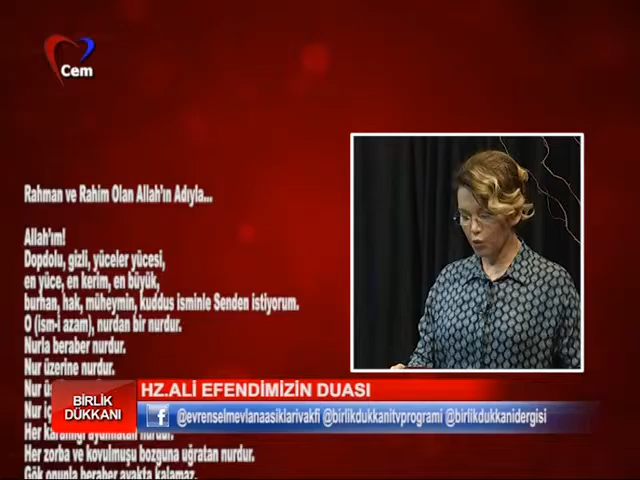 Cem
Rahman ve Rahim Olan Allah'ın Adıyla...
Allah'ım!
Dopdolu, gizli, yüceler yücesi,
en yüce, en kerim, en büyük,
burhan, hak, müheymin, kuddus isminle Senden istiyorum.
O (ism-i azam), nurdan bir nurdur.
Nurla beraber nurdur.
Nur üzerine nurdur.
Nur
Nur
Her karanlığı aydınlatan nurdur.
Her zorba ve kovulmuşu bozguna uğratan nurdur.
Gök onunla beraber ayakta kalamaz.
BİRLİK
DÜKKANI
HZ.ALİ EFENDİMİZİN DUASI
f @evrenselmevlanaasiklarivakfi @birlikdukkanitvprogrami @birlikdukkanidergisi